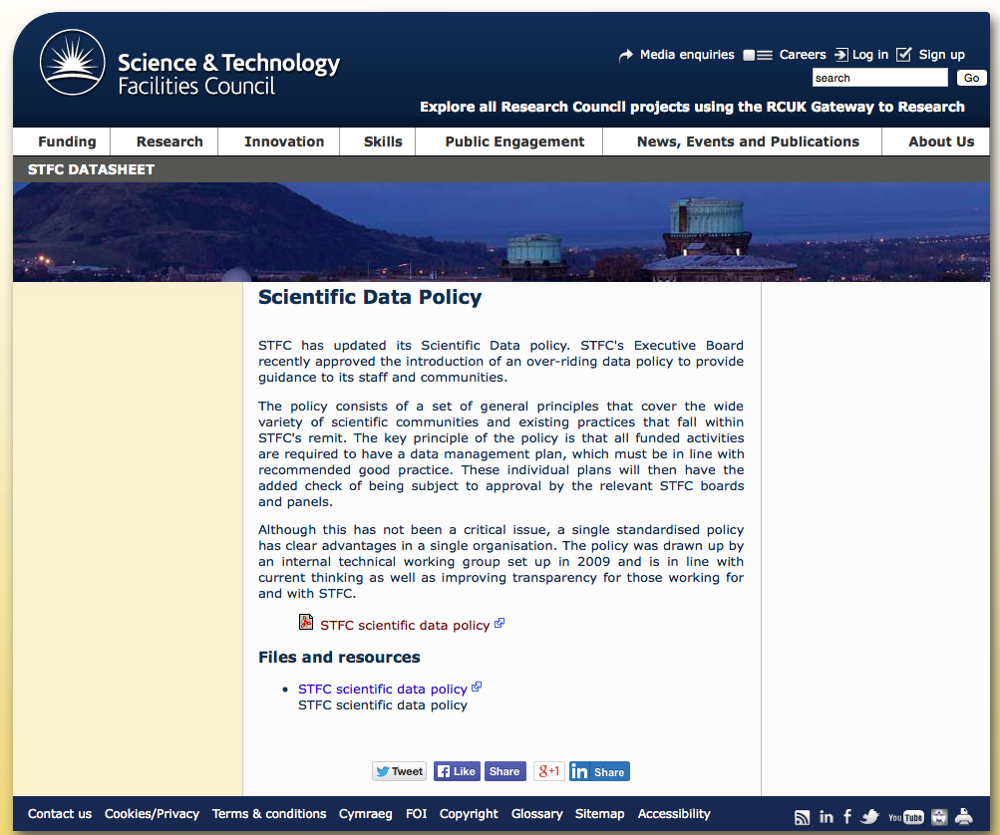 Science & Technology
Facilities Council
Media enquiries Careers Log in Sign up
search Go
Explore all Research Council projects using the RCUK Gateway to Research
Funding Research Innovation Skills Public Engagement News, Events and Publications About Us
STFC DATASHEET
Scientific Data Policy
STFC has updated its Scientific Data policy. STFC's Executive Board
recently approved the introduction of an over-riding data policy to provide
guidance to its staff and communities.
The policy consists of a set of general principles that cover the wide
variety of scientific communities and existing practices that fall within
STFC's remit. The key principle of the policy is that all funded activities
are required to have a data management plan, which must be in line with
recommended good practice. These individual plans will then have the
added check of being subject to approval by the relevant STFC boards
and panels.
Although this has not been a critical issue, a single standardised policy
has clear advantages in a single organisation. The policy was drawn up by
an internal technical working group set up in 2009 and is in line with
current thinking as well as improving transparency for those working for
and with STFC.
STFC scientific data policy
Files and resources
• STFC scientific data policy
STFC scientific data policy
Tweet Like Share g+1 in Share
Contact us Cookies/Privacy Terms & conditions Cymraeg FOI Copyright Glossary Sitemap Accessibility in f You Tube